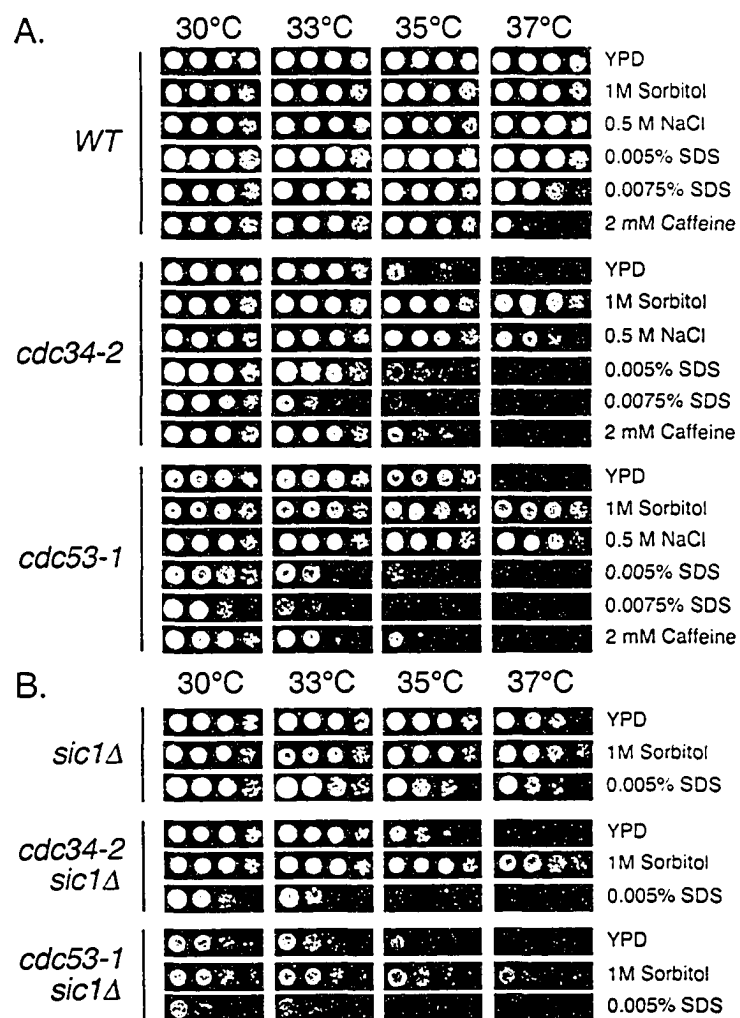 A.
30°C 33°C 35°C 37°C
WT
YPD
1M Sorbitol
0.5 M NaCl
0.005% SDS
0.0075% SDS
2 mM Caffeine
cdc34-2
YPD
1M Sorbitol
0.5 M NaCl
0.005% SDS
0.0075% SDS
2 mM Caffeine
cdc53-1
YPD
1M Sorbitol
0.5 M NaCl
0.005% SDS
0.0075% SDS
2 mM Caffeine
B.
30°C 33°C 35°C 37°C
sic1Δ
YPD
1M Sorbitol
0.005% SDS
cdc34-2
sic1Δ
YPD
1M Sorbitol
0.005% SDS
cdc53-1
sic1Δ
YPD
1M Sorbitol
0.005% SDS